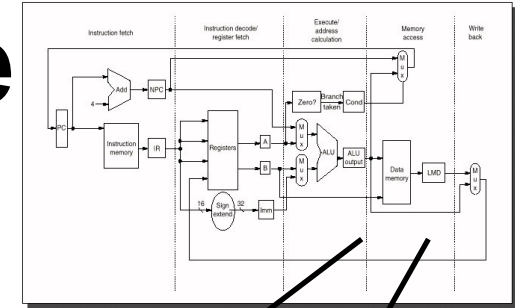 e
Instruction fetch
Instruction decode/
register fetch
Execute/
address
calculation
Memory
access
Write
back
Add
NPC
4
PC
Instruction
memory
IR
Registers
A
B
16
Sign
extend
32
Imm
Zero?
Branch
taken
Cond
M
u
x
M
u
x
M
u
x
ALU
ALU
output
Data
memory
LMD
M
u
x